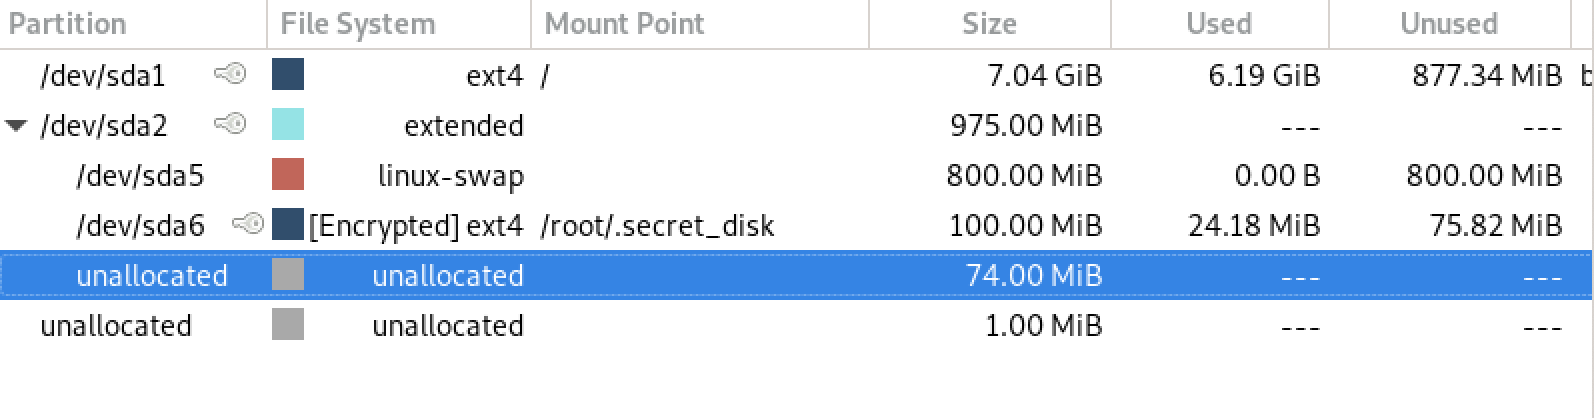 Partition File System Mount Point Size Used Unused
/dev/sda1 ext4 / 7.04 GiB 6.19 GiB 877.34 MiB b
/dev/sda2 extended 975.00 MiB --- ---
/dev/sda5 linux-swap 800.00 MiB 0.00 B 800.00 MiB
/dev/sda6 [Encrypted] ext4 /root/.secret_disk 100.00 MiB 24.18 MiB 75.82 MiB
unallocated unallocated 74.00 MiB --- ---
unallocated unallocated 1.00 MiB --- ---